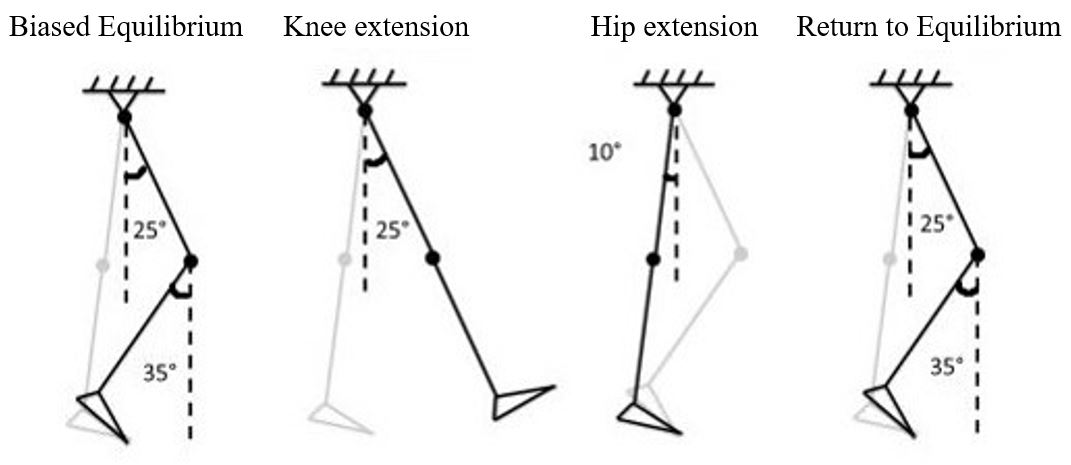 Biased Equilibrium Knee extension Hip extension Return to Equilibrium
10°
25° 25° 25°
35° 35°